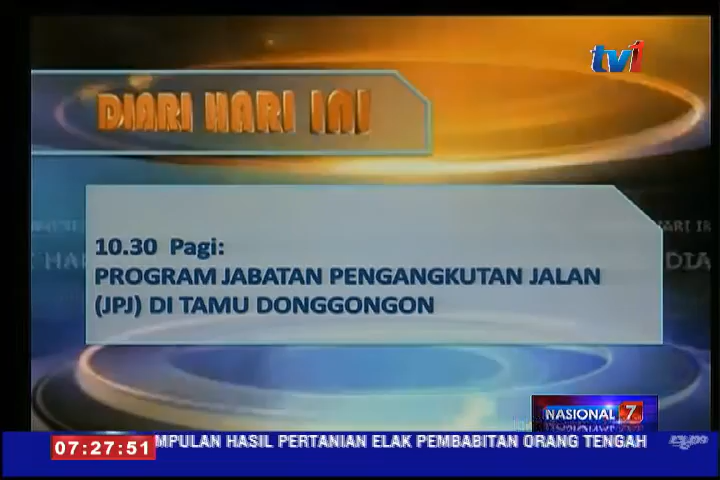 tv1
DIARI HARI INI
10.30 Pagi:
PROGRAM JABATAN PENGANGKUTAN JALAN
(JPJ) DI TAMU DONGGONGON
NASIONAL 7
07:27:51
MPULAN HASIL PERTANIAN ELAK PEMBABITAN ORANG TENGAH